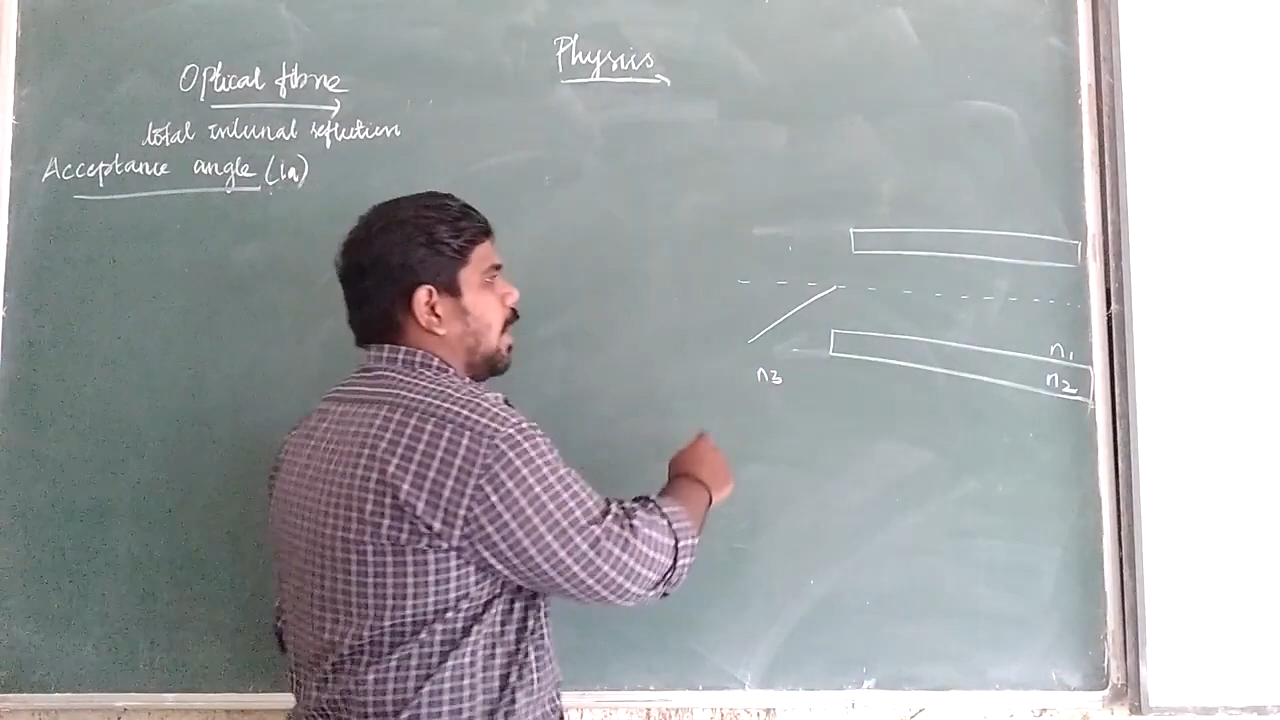 Physics
Optical fibre
total internal reflection
Acceptance angle (ia)
n1
n2
n3